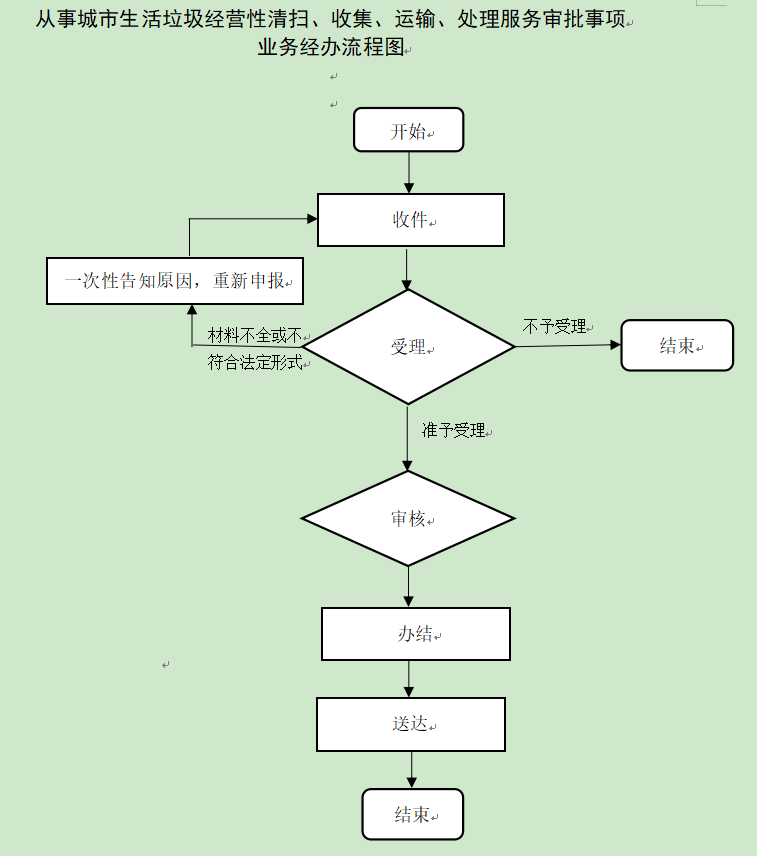 从事城市生活垃圾经营性清扫、收集、运输、处理服务审批事项
业务经办流程图
开始
收件
一次性告知原因，重新申报
材料不全或不
符合法定形式
受理
不予受理
结束
准予受理
审核
办结
送达
结束